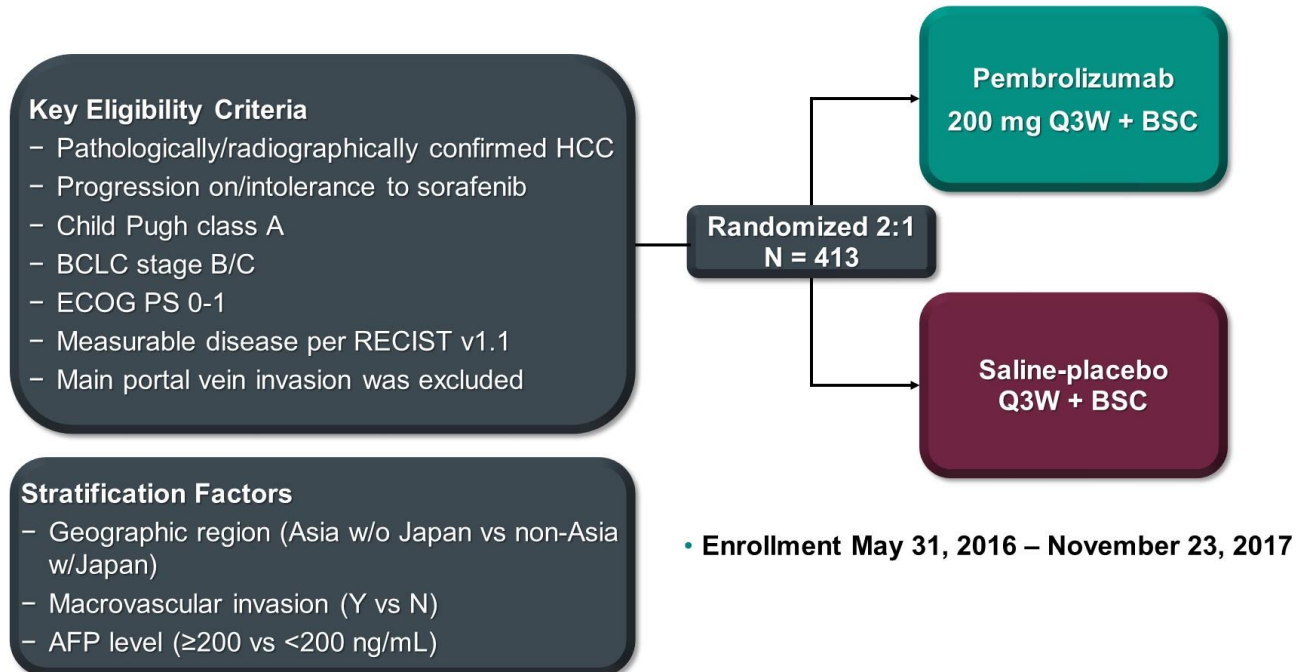 Key Eligibility Criteria
− Pathologically/radiographically confirmed HCC
− Progression on/intolerance to sorafenib
− Child Pugh class A
− BCLC stage B/C
− ECOG PS 0-1
− Measurable disease per RECIST v1.1
− Main portal vein invasion was excluded
Stratification Factors
− Geographic region (Asia w/o Japan vs non-Asia
w/Japan)
− Macrovascular invasion (Y vs N)
− AFP level (≥200 vs <200 ng/mL)
Randomized 2:1
N = 413
Pembrolizumab
200 mg Q3W + BSC
Saline-placebo
Q3W + BSC
• Enrollment May 31, 2016 – November 23, 2017